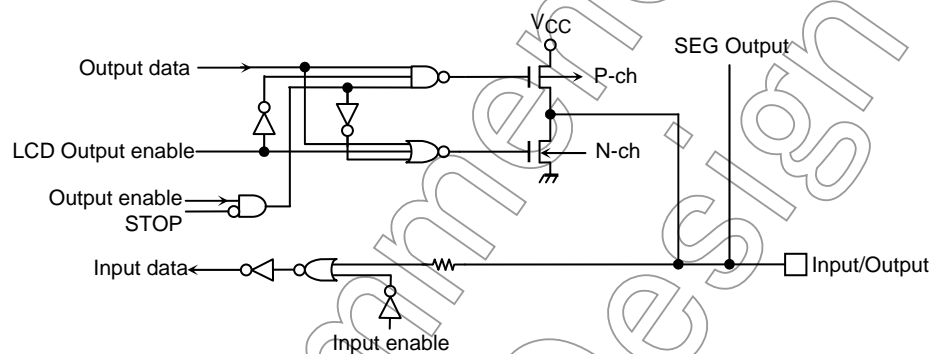 VCC
SEG Output
Output data
P-ch
LCD Output enable
N-ch
Output enable
STOP
Input data
Input/Output
Input enable